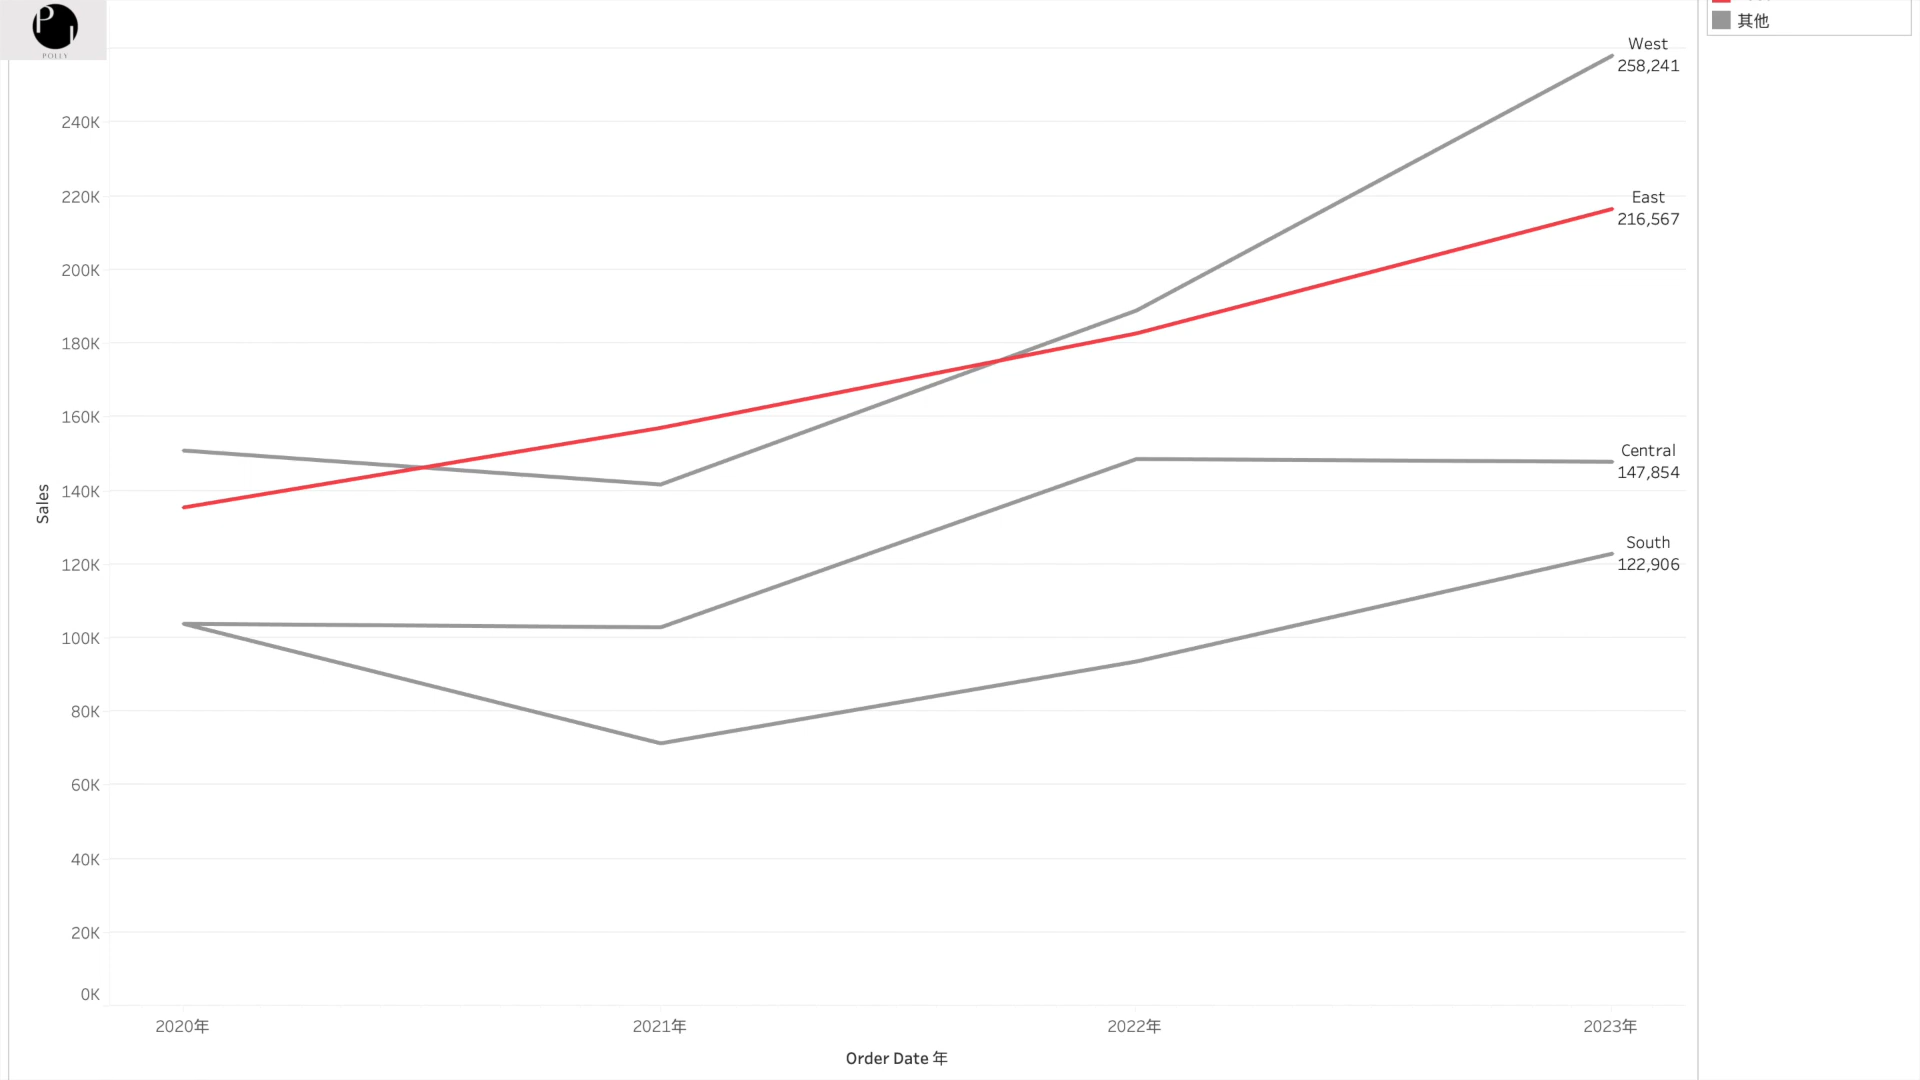 P
POLLY
其他
West
258,241
240K
220K
East
216,567
200K
180K
160K
Central
147,854
140K
Sales
South
122,906
120K
100K
80K
60K
40K
20K
0K
2020年 2021年 2022年 2023年
Order Date 年